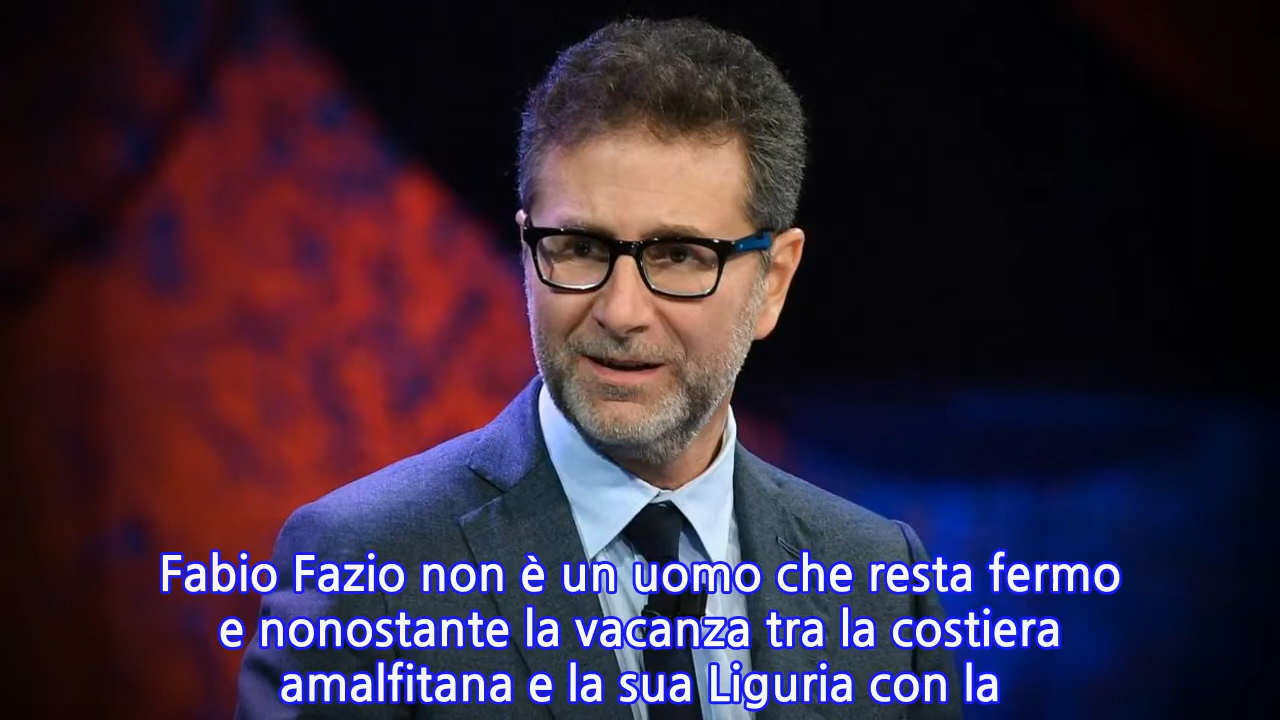 Fabio Fazio non è un uomo che resta fermo
e nonostante la vacanza tra la costiera
amalfitana e la sua Liguria con la